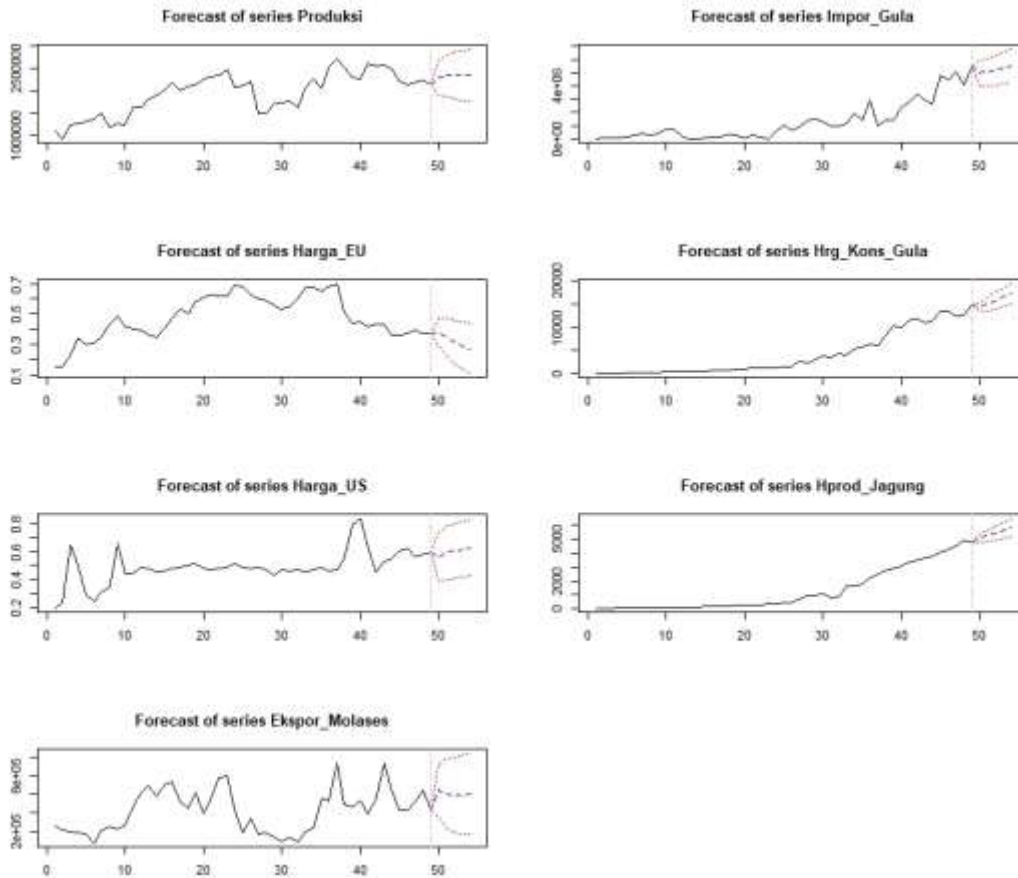 Forecast of series Produksi
1000000 2500000
0 10 20 30 40 50
Forecast of series Impor_Gula
0e+00 4e+06
0 10 20 30 40 50
Forecast of series Harga_EU
0.1 0.3 0.5 0.7
0 10 20 30 40 50
Forecast of series Hrg_Kons_Gula
0 10000 20000
0 10 20 30 40 50
Forecast of series Harga_US
0.2 0.4 0.6 0.8
0 10 20 30 40 50
Forecast of series Hprod_Jagung
0 2000 5000
0 10 20 30 40 50
Forecast of series Ekspor_Molases
2e+05 8e+05
0 10 20 30 40 50